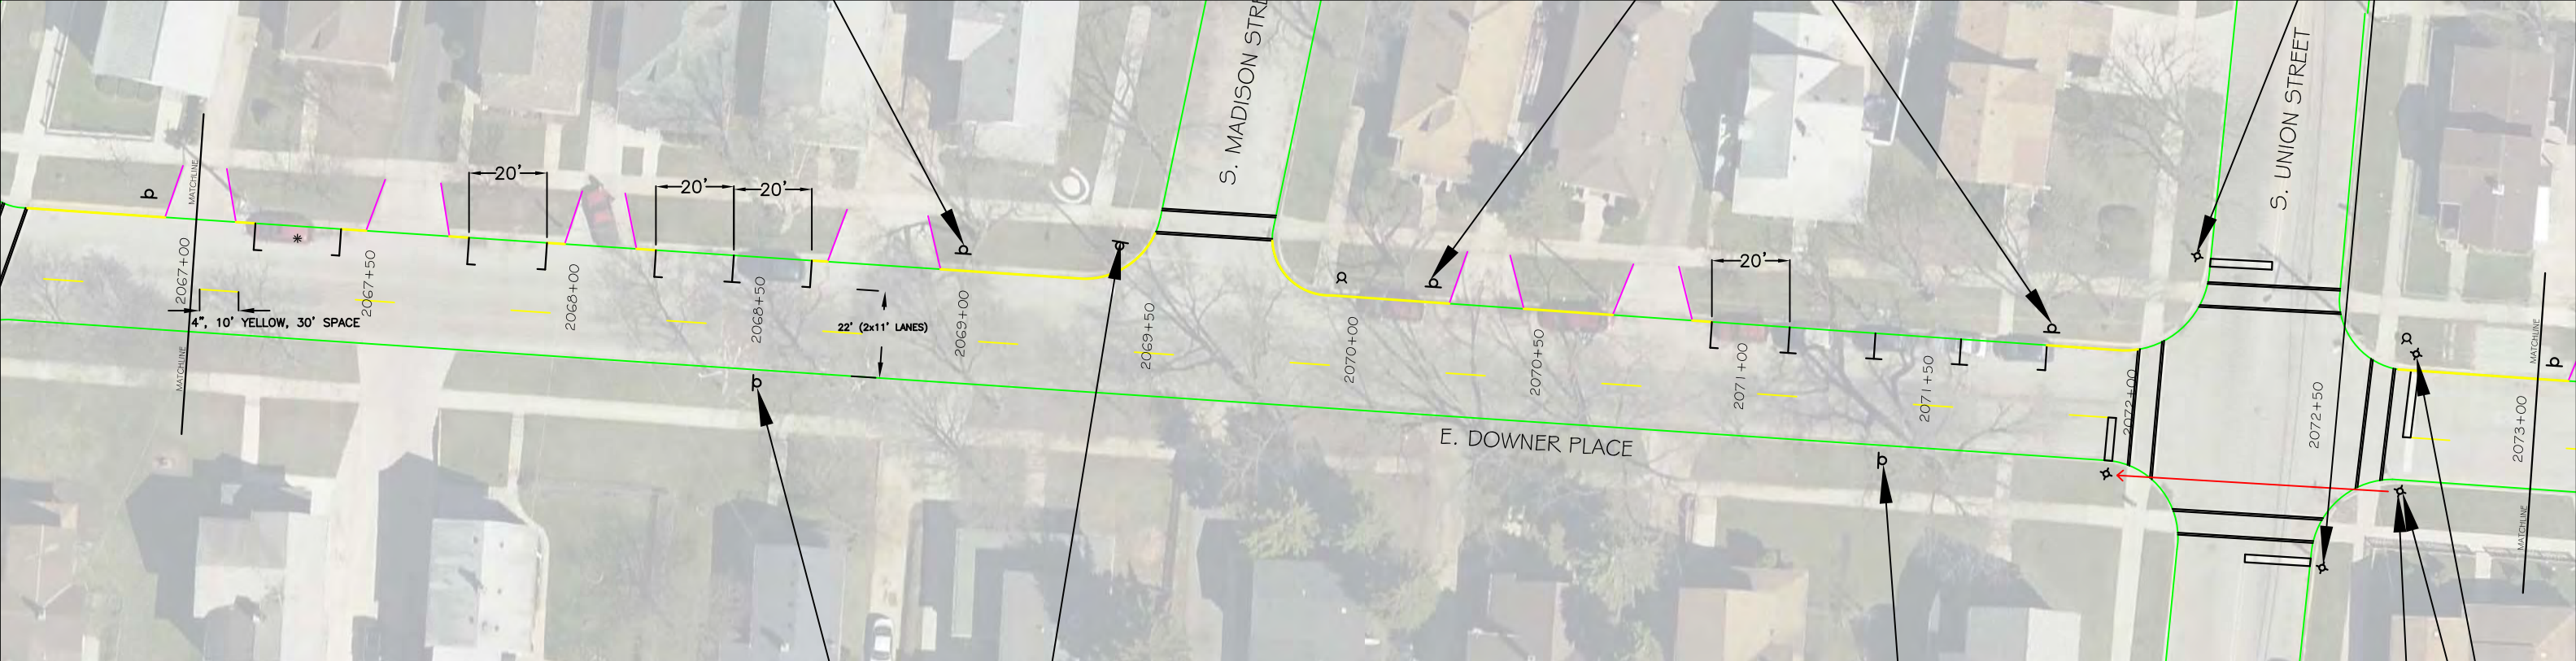 S. MADISON STRE
S. UNION STREET
20'
20'
20'
20'
MATCHLINE
MATCHLINE
2067+00
2067+50
2068+00
2068+50
2069+00
2069+50
2070+00
2070+50
2071+00
2071+50
2072+00
2072+50
2073+00
4", 10' YELLOW, 30' SPACE
22' (2x11' LANES)
E. DOWNER PLACE
MATCHLINE
MATCHLINE